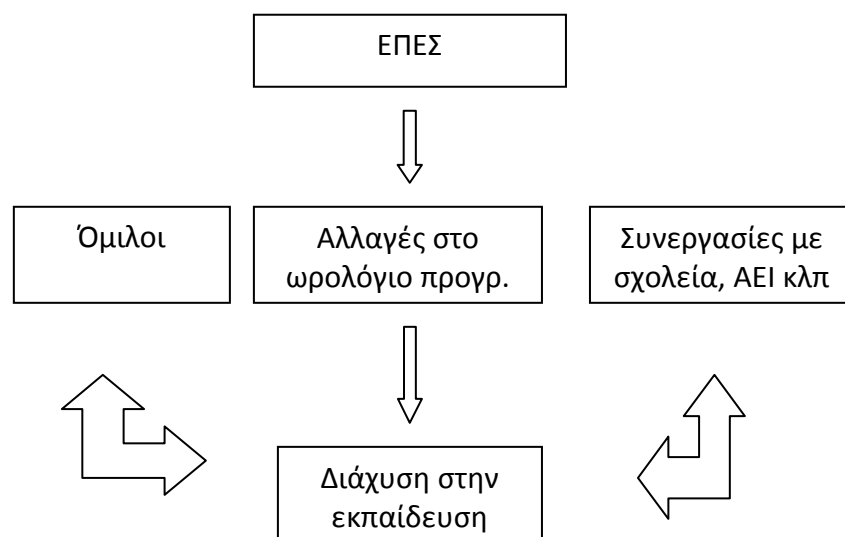 ΕΠΕΣ
Όμιλοι
Αλλαγές στο
ωρολόγιο προγρ.
Συνεργασίες με
σχολεία, ΑΕΙ κλπ
Διάχυση στην
εκπαίδευση